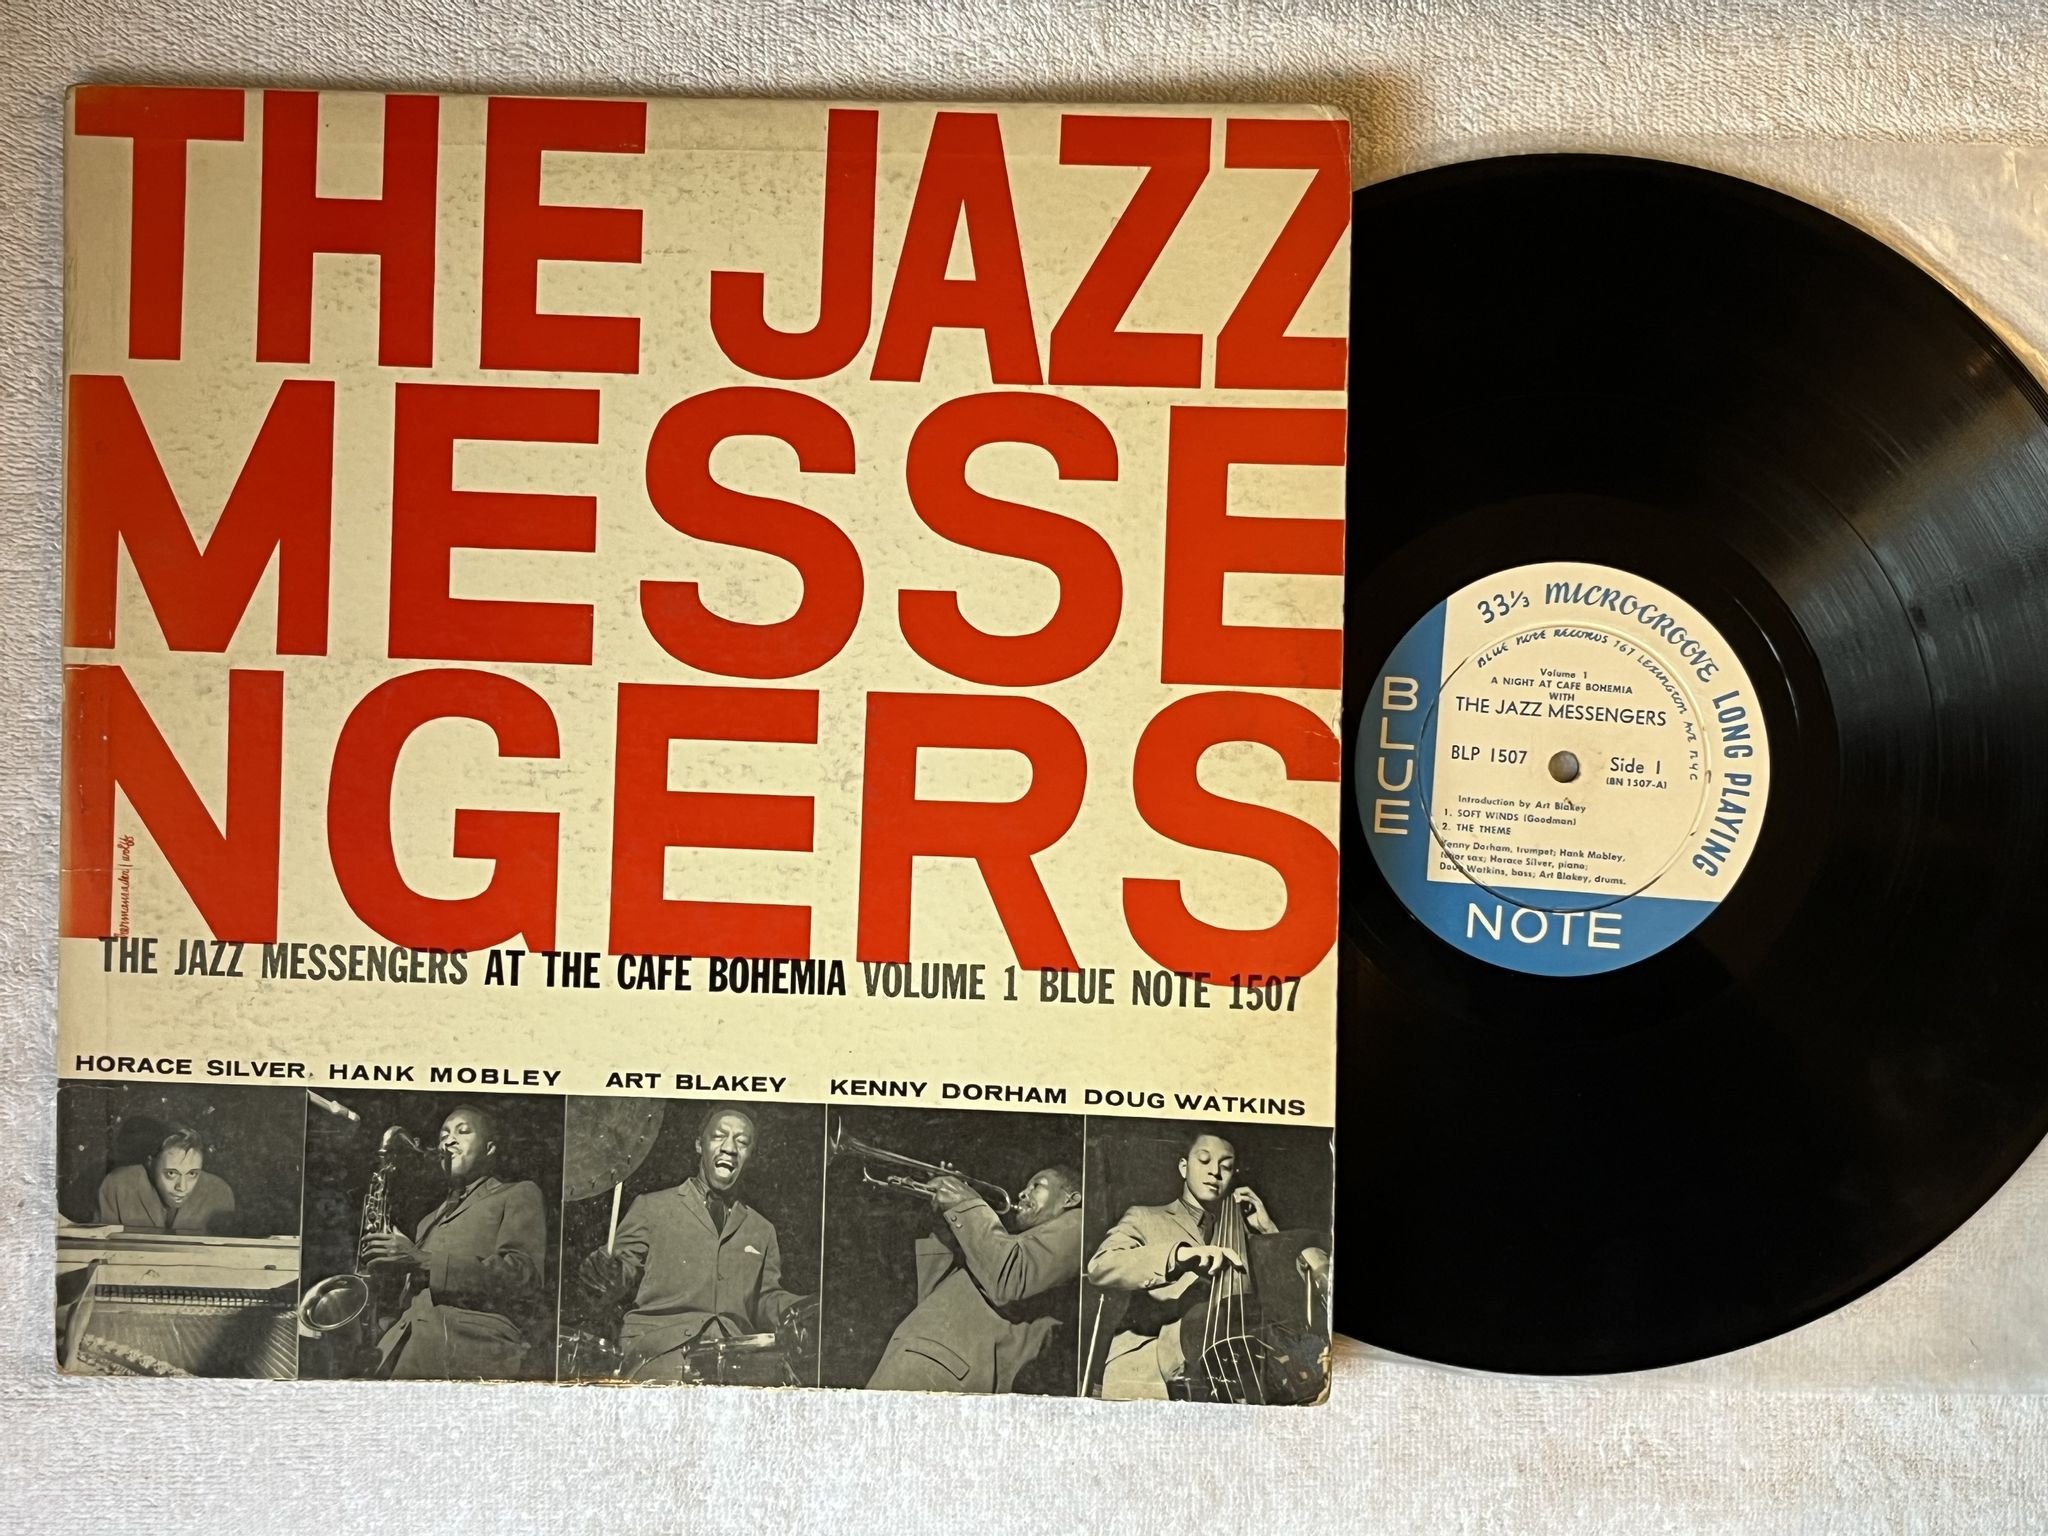 THE JAZZ
MESSE
NGERS
hermansader/wolff
THE JAZZ MESSENGERS AT THE CAFE BOHEMIA VOLUME 1 BLUE NOTE 1507
HORACE SILVER, HANK MOBLEY ART BLAKEY KENNY DORHAM DOUG WATKINS
33⅓ MICROGROOVE LONG PLAYING
BLUE NOTE RECORDS 767 LEXINGTON AVE NYC
Volume 1
A NIGHT AT CAFE BOHEMIA
WITH
THE JAZZ MESSENGERS
BLP 1507
Side 1
(BN 1507-A)
Introduction by Art Blakey
1. SOFT WINDS (Goodman)
2. THE THEME
Kenny Dorham, trumpet; Hank Mobley,
tenor sax; Horace Silver, piano;
Doug Watkins, bass; Art Blakey, drums.
BLUE
NOTE